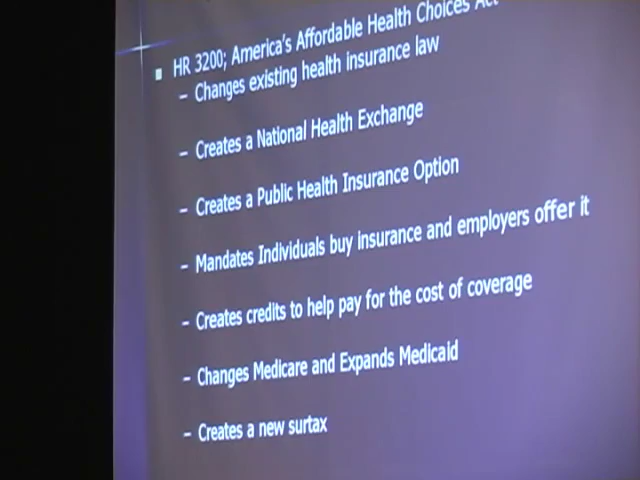 HR 3200; America's Affordable Health Choices Act
– Changes existing health insurance law
– Creates a National Health Exchange
– Creates a Public Health Insurance Option
– Mandates Individuals buy insurance and employers offer it
– Creates credits to help pay for the cost of coverage
– Changes Medicare and Expands Medicaid
– Creates a new surtax